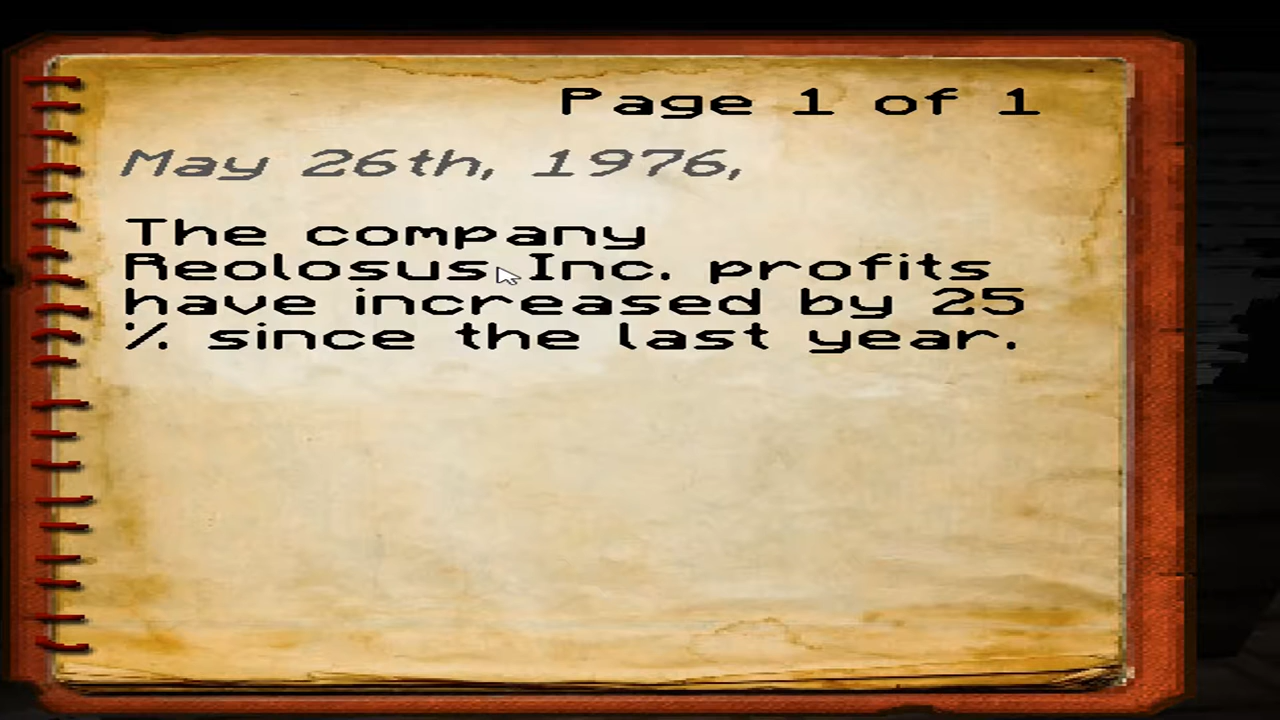 Page 1 of 1
May 26th, 1976,
The company
Reolosus Inc. profits
have increased by 25
% since the last year.